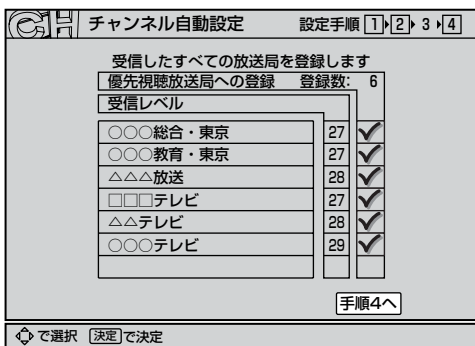 CH チャンネル自動設定 設定手順 1 2 3 4
受信したすべての放送局を登録します
優先視聴放送局への登録 登録数: 6
受信レベル
○○○総合・東京 27
○○○教育・東京 27
△△△放送 28
□□□テレビ 27
△△テレビ 28
○○○テレビ 29
手順4へ
で選択 決定で決定